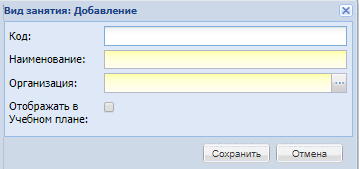 Вид занятия: Добавление
Код:
Наименование:
Организация:
...
Отображать в
Учебном плане:
Сохранить Отмена